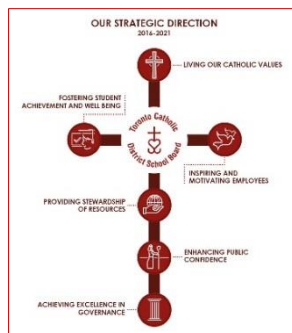 OUR STRATEGIC DIRECTION
2016-2021
LIVING OUR CATHOLIC VALUES
FOSTERING STUDENT
ACHIEVEMENT AND WELL BEING
Toronto Catholic
District School Board
INSPIRING AND
MOTIVATING EMPLOYEES
PROVIDING STEWARDSHIP
OF RESOURCES
ENHANCING PUBLIC
CONFIDENCE
ACHIEVING EXCELLENCE IN
GOVERNANCE